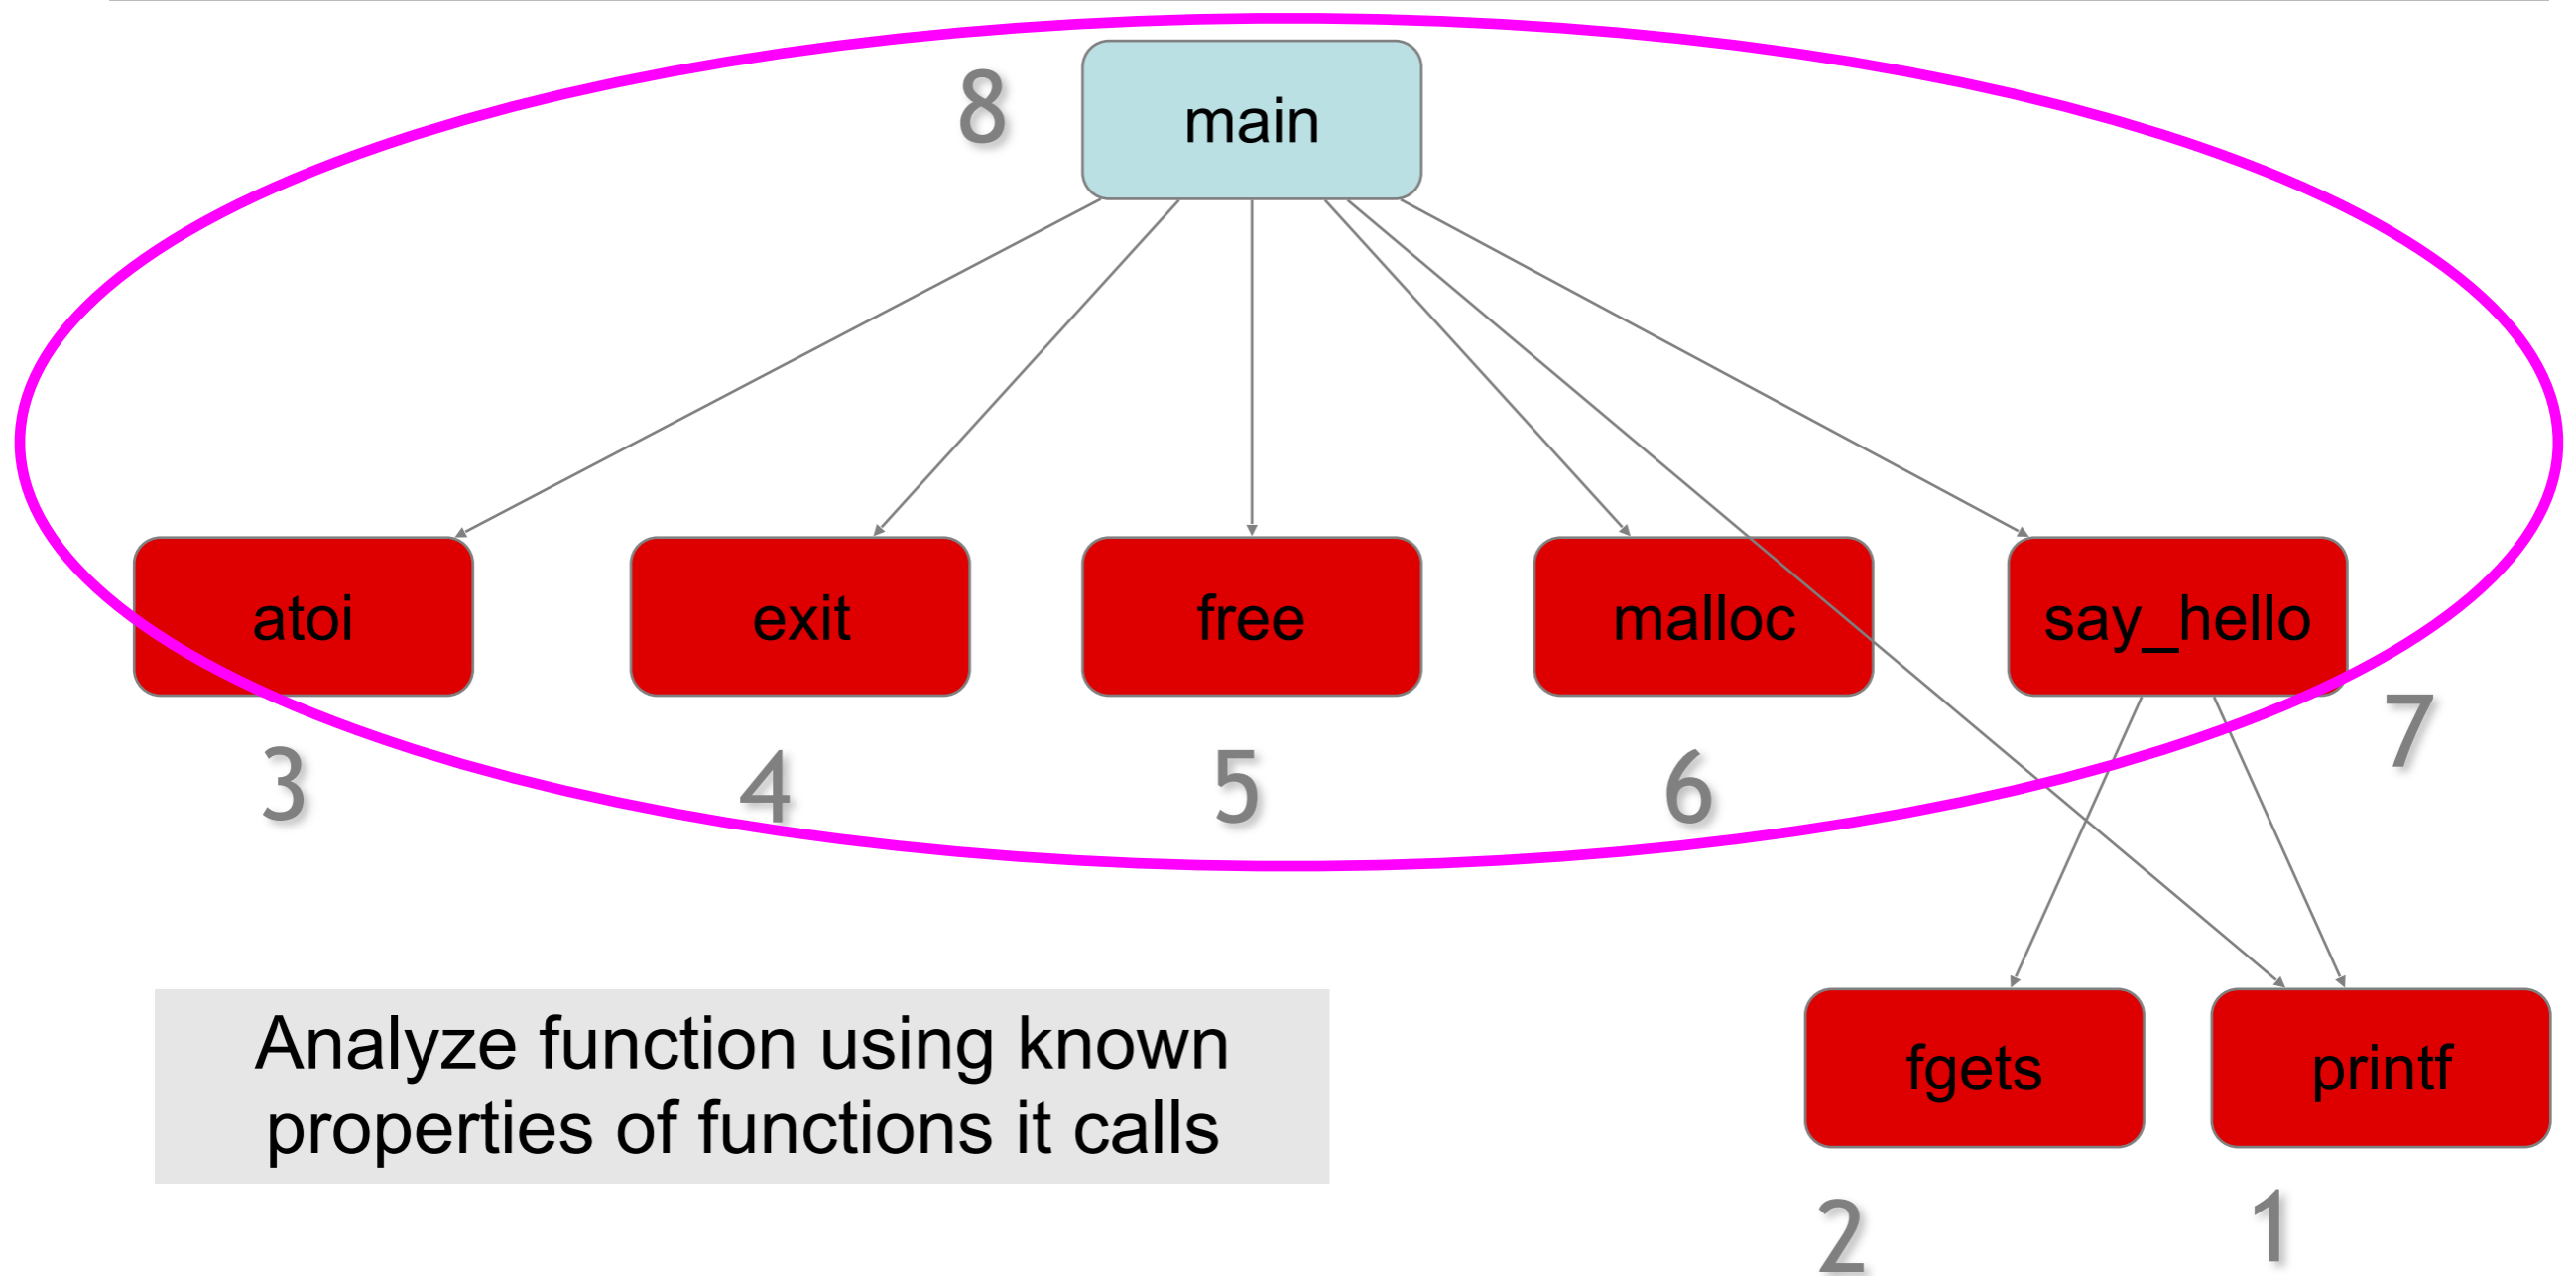 8
main
atoi
exit
free
malloc
say_hello
3
4
5
6
7
Analyze function using known
properties of functions it calls
fgets
printf
2
1